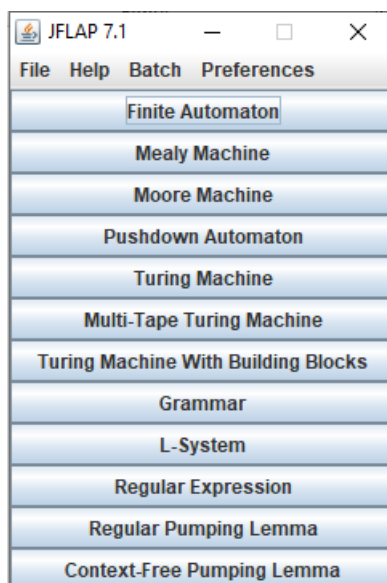 JFLAP 7.1
File Help Batch Preferences
Finite Automaton
Mealy Machine
Moore Machine
Pushdown Automaton
Turing Machine
Multi-Tape Turing Machine
Turing Machine With Building Blocks
Grammar
L-System
Regular Expression
Regular Pumping Lemma
Context-Free Pumping Lemma